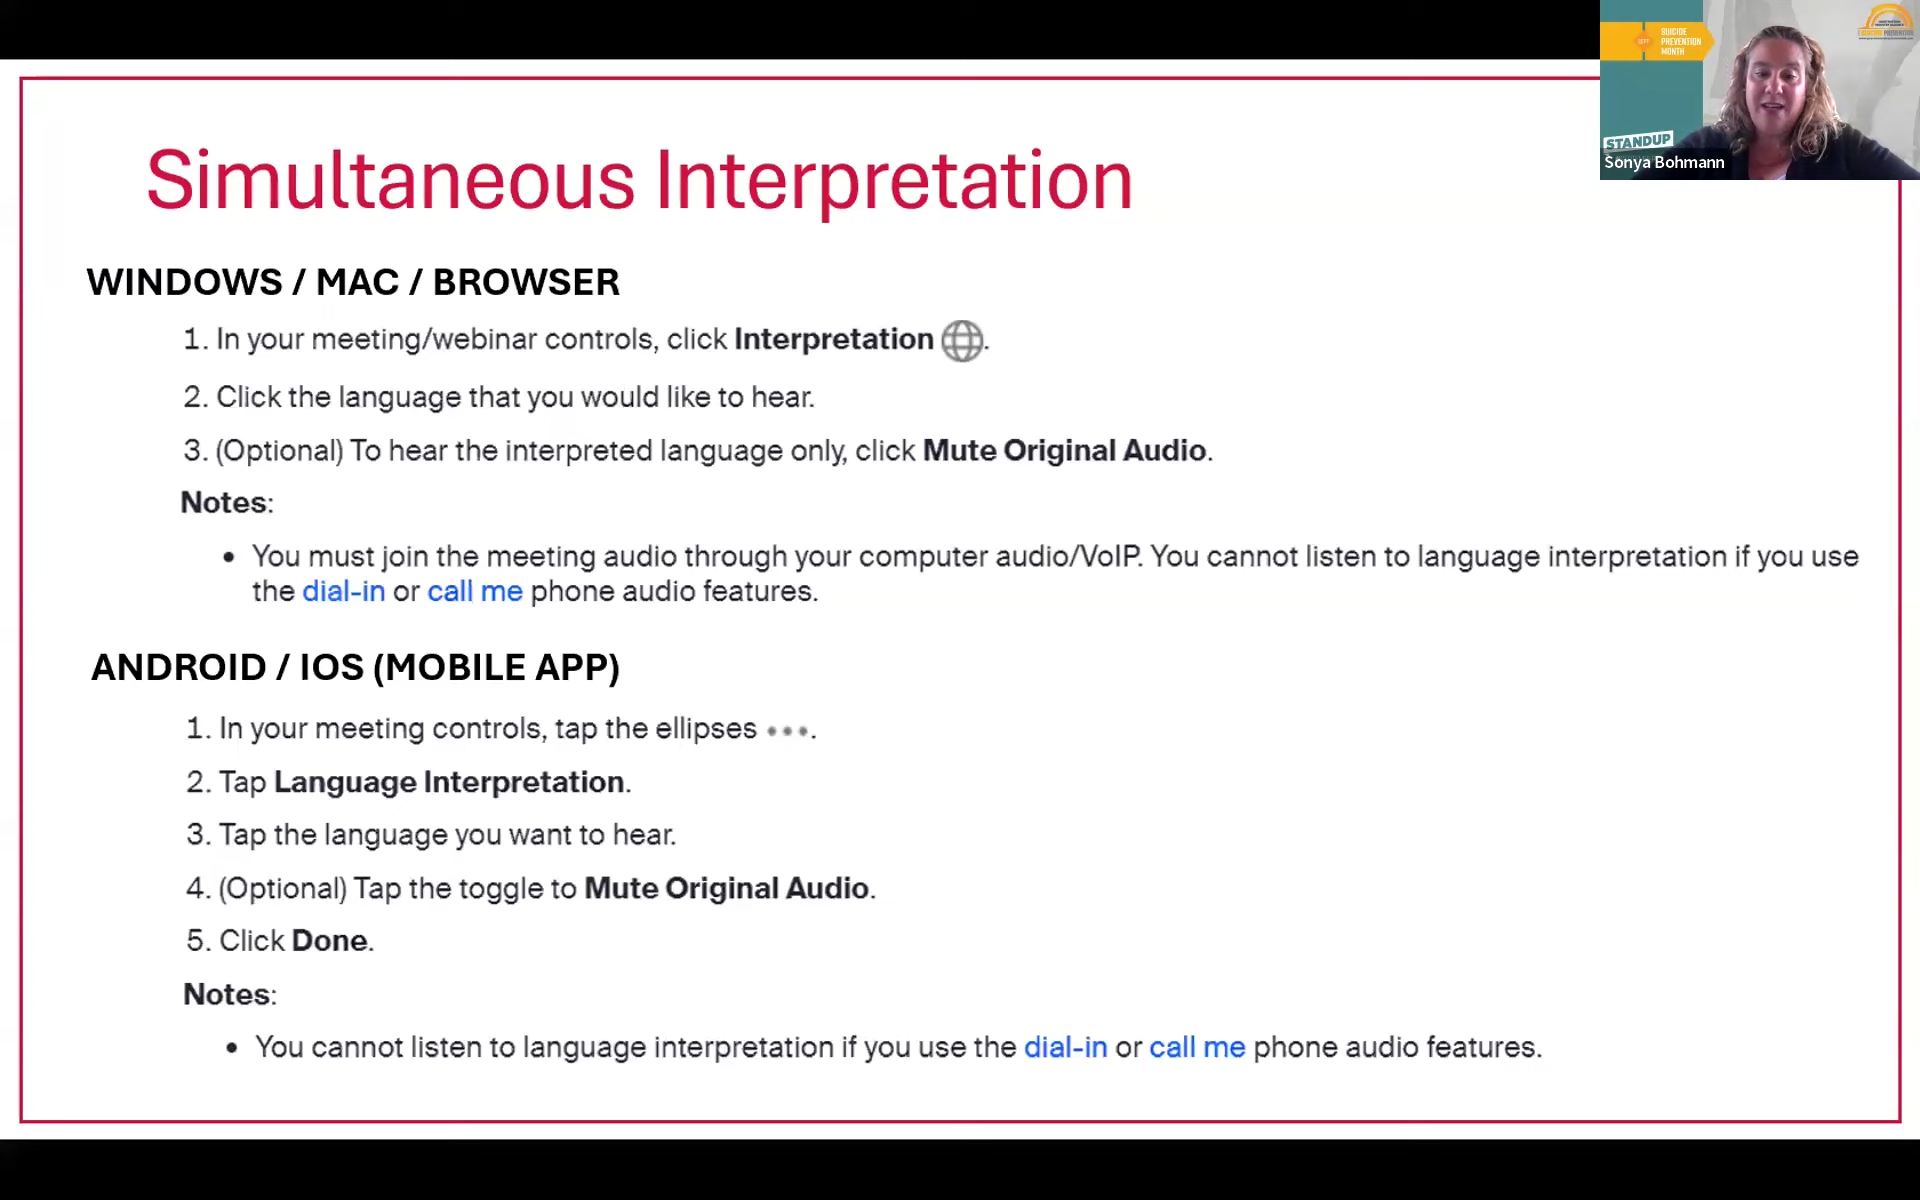 SUICIDE
PREVENTION
MONTH
STANDUP
Sonya Bohmann
Simultaneous Interpretation
WINDOWS / MAC / BROWSER
1. In your meeting/webinar controls, click Interpretation .
2. Click the language that you would like to hear.
3. (Optional) To hear the interpreted language only, click Mute Original Audio.
Notes:
• You must join the meeting audio through your computer audio/VoIP. You cannot listen to language interpretation if you use
the dial-in or call me phone audio features.
ANDROID / IOS (MOBILE APP)
1. In your meeting controls, tap the ellipses •••.
2. Tap Language Interpretation.
3. Tap the language you want to hear.
4. (Optional) Tap the toggle to Mute Original Audio.
5. Click Done.
Notes:
• You cannot listen to language interpretation if you use the dial-in or call me phone audio features.